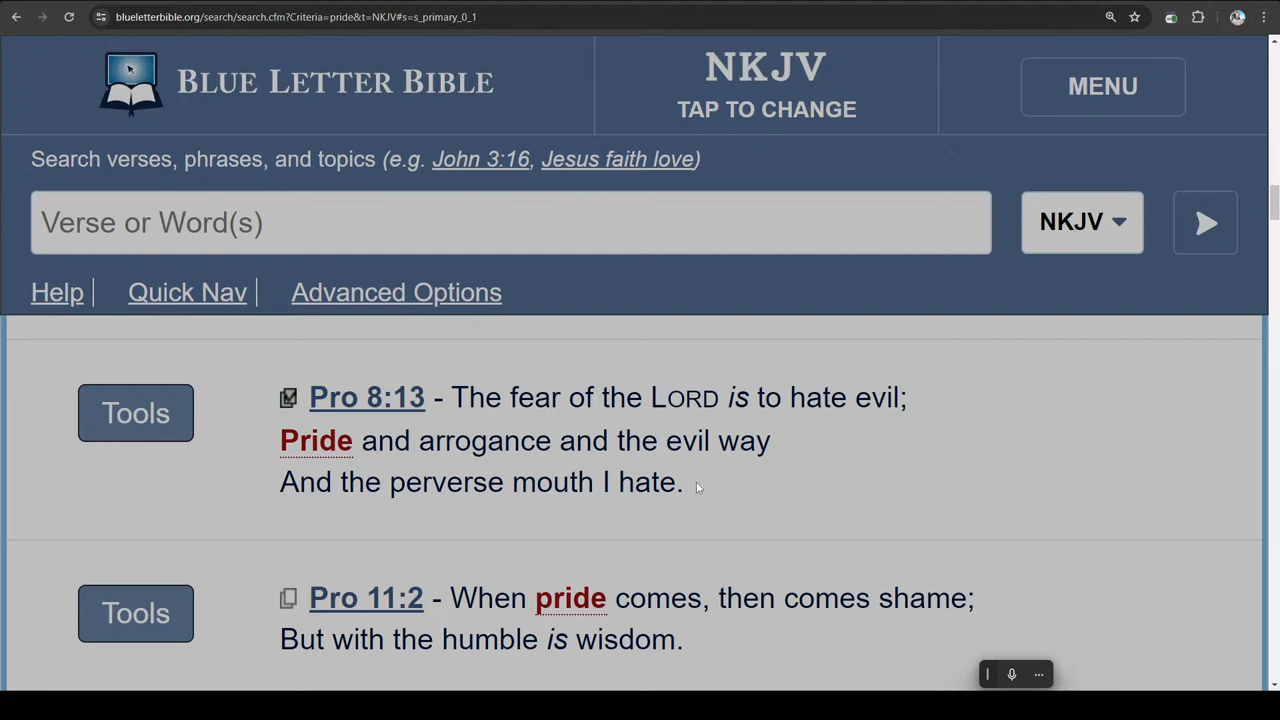 blueletterbible.org/search/search.cfm?Criteria=pride&t=NKJV#s=s_primary_0_1
BLUE LETTER BIBLE
NKJV
TAP TO CHANGE
MENU
Search verses, phrases, and topics (e.g. John 3:16, Jesus faith love)
Verse or Word(s)
NKJV
Help
Quick Nav
Advanced Options
Tools
Pro 8:13 - The fear of the LORD is to hate evil;
Pride and arrogance and the evil way
And the perverse mouth I hate.
Tools
Pro 11:2 - When pride comes, then comes shame;
But with the humble is wisdom.